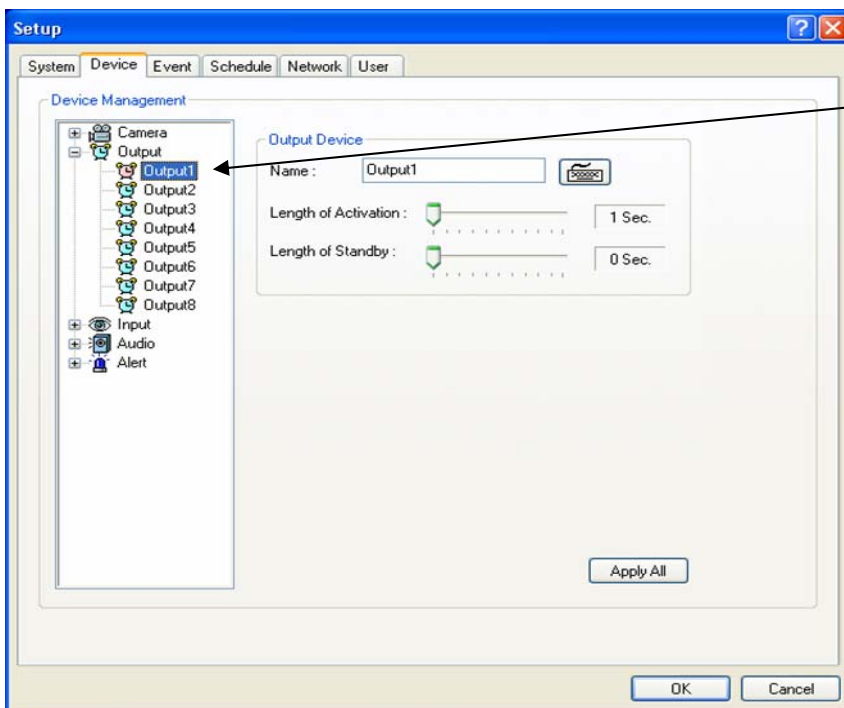 Setup
System Device Event Schedule Network User
Device Management
Camera
Output
Output1
Output2
Output3
Output4
Output5
Output6
Output7
Output8
Input
Audio
Alert
Output Device
Name : Output1
Length of Activation : 1 Sec.
Length of Standby : 0 Sec.
Apply All
OK Cancel